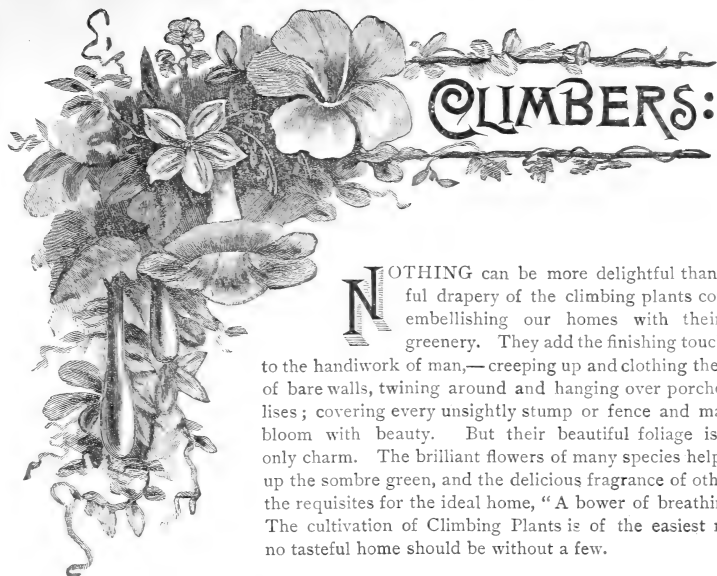 CLIMBERS:
NOTHING can be more delightful than
ful drapery of the climbing plants co
embellishing our homes with their
greenery. They add the finishing touc
to the handiwork of man,—creeping up and clothing the
of bare walls, twining around and hanging over porche
lises; covering every unsightly stump or fence and ma
bloom with beauty. But their beautiful foliage is
only charm. The brilliant flowers of many species help
up the sombre green, and the delicious fragrance of oth
the requisites for the ideal home, "A bower of breathin
The cultivation of Climbing Plants is of the easiest
no tasteful home should be without a few.